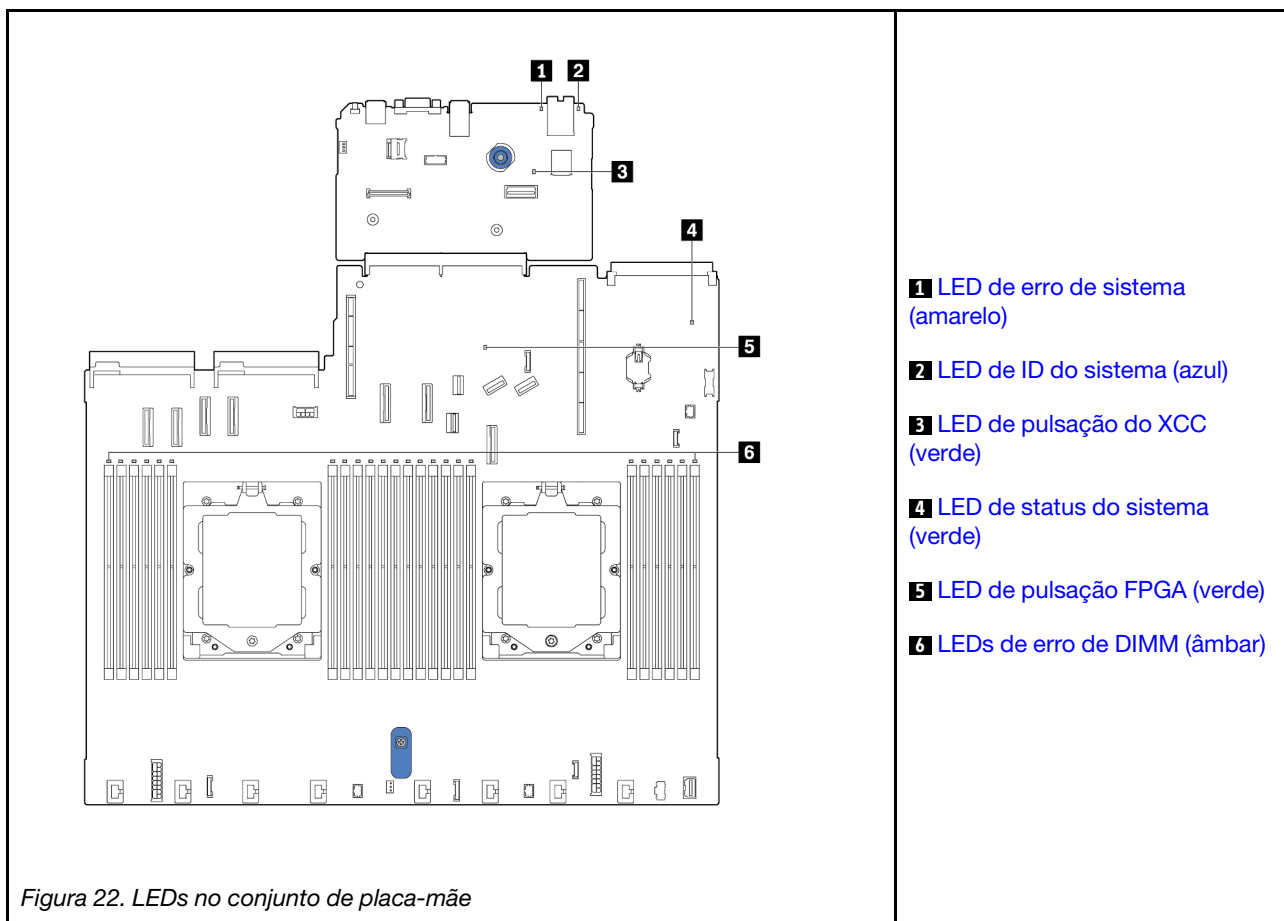 1 2
3
4
5
6
Figura 22. LEDs no conjunto de placa-mãe
1 LED de erro de sistema
(amarelo)
2 LED de ID do sistema (azul)
3 LED de pulsação do XCC
(verde)
4 LED de status do sistema
(verde)
5 LED de pulsação FPGA (verde)
6 LEDs de erro de DIMM (âmbar)